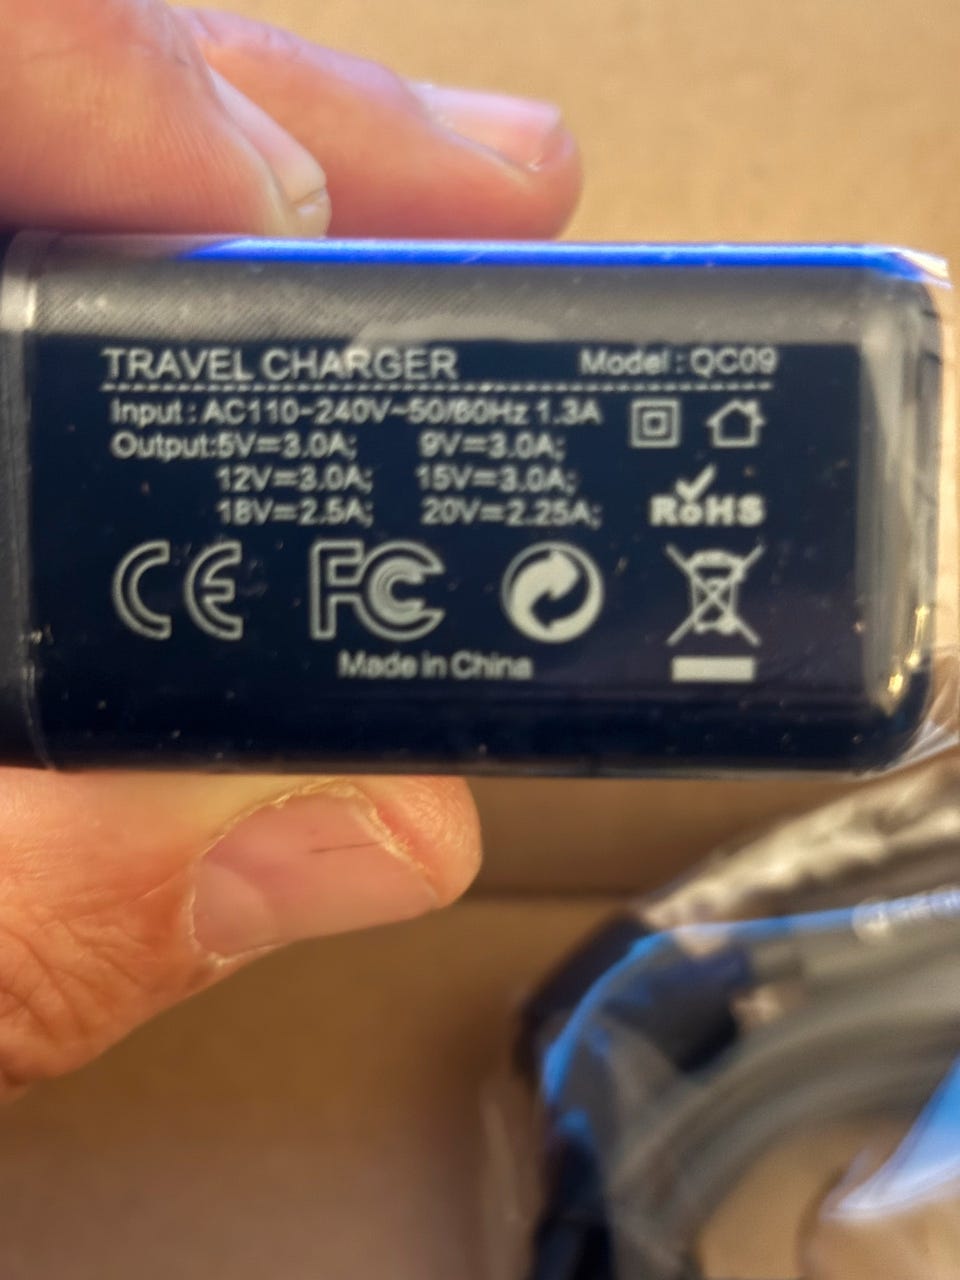 TRAVEL CHARGER Model : QC09
Input : AC110-240V~50/60Hz 1.3A
Output:5V=3.0A; 9V=3.0A;
12V=3.0A; 15V=3.0A;
18V=2.5A; 20V=2.25A;
RoHS
CE FC
Made in China